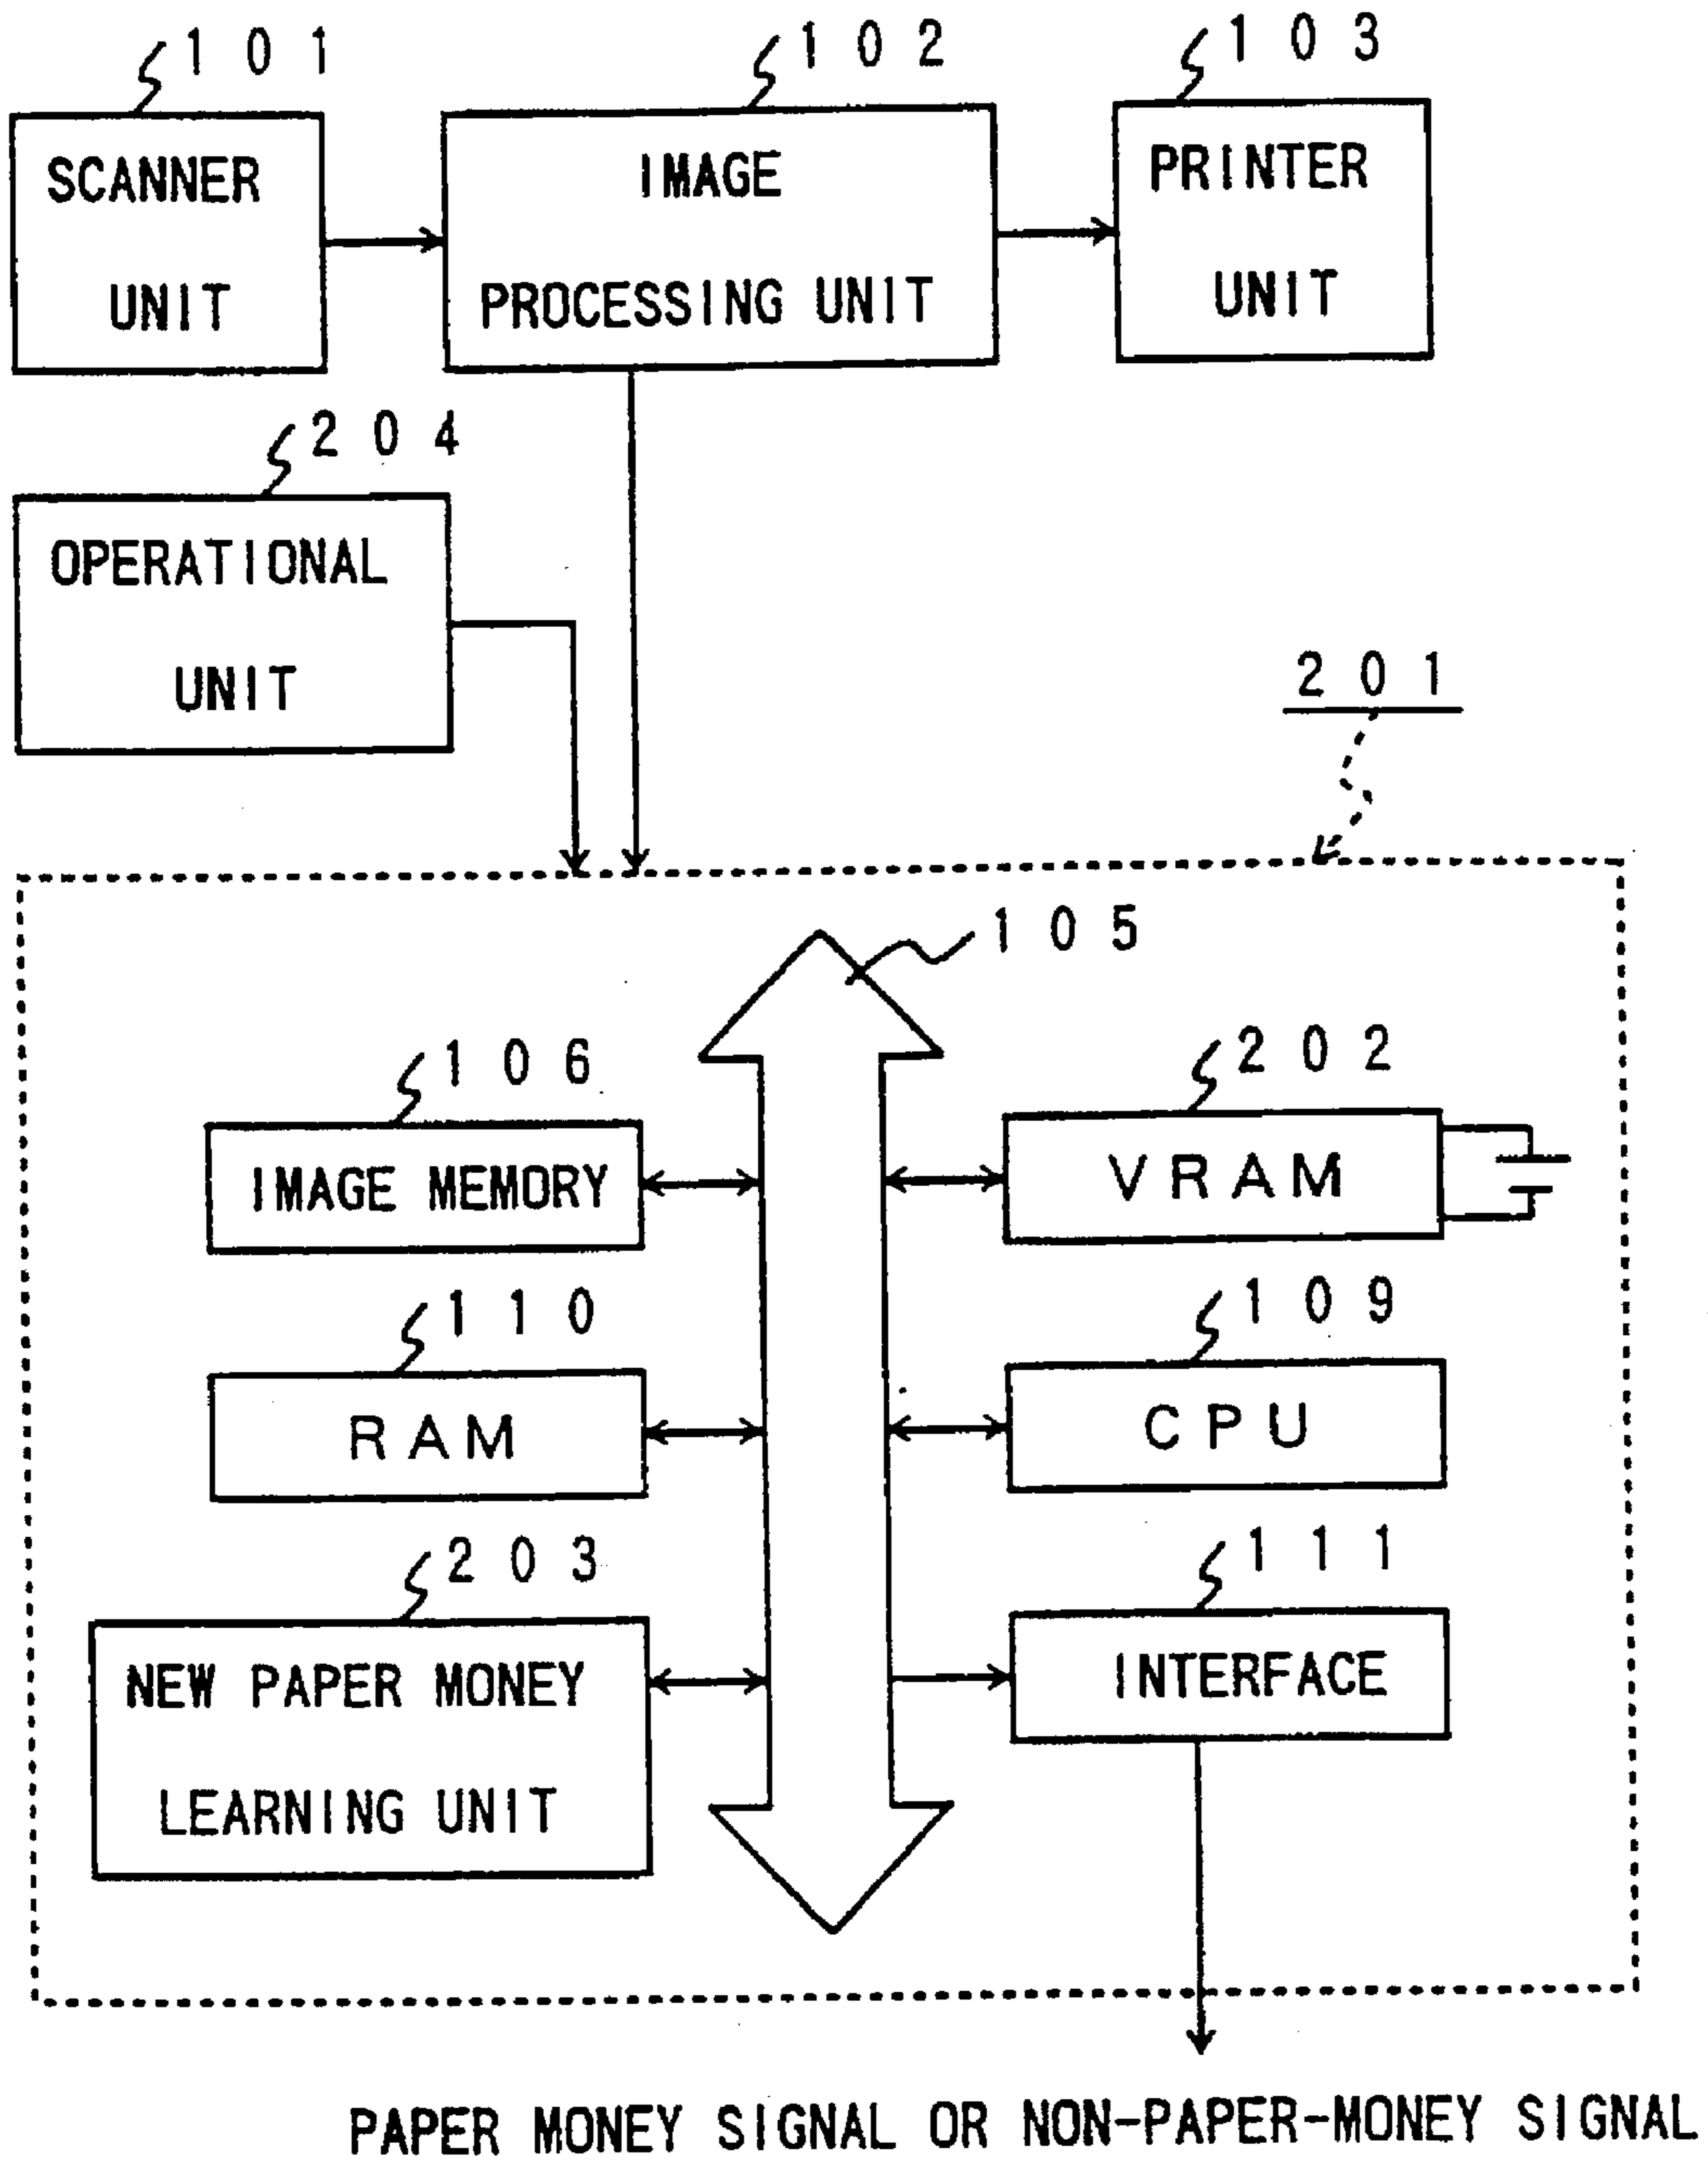 101
102
103
SCANNER
UNIT
IMAGE
PROCESSING UNIT
PRINTER
UNIT
204
OPERATIONAL
UNIT
201
105
106
IMAGE MEMORY
202
VRAM
110
RAM
109
CPU
203
NEW PAPER MONEY
LEARNING UNIT
111
INTERFACE
PAPER MONEY SIGNAL OR NON-PAPER-MONEY SIGNAL